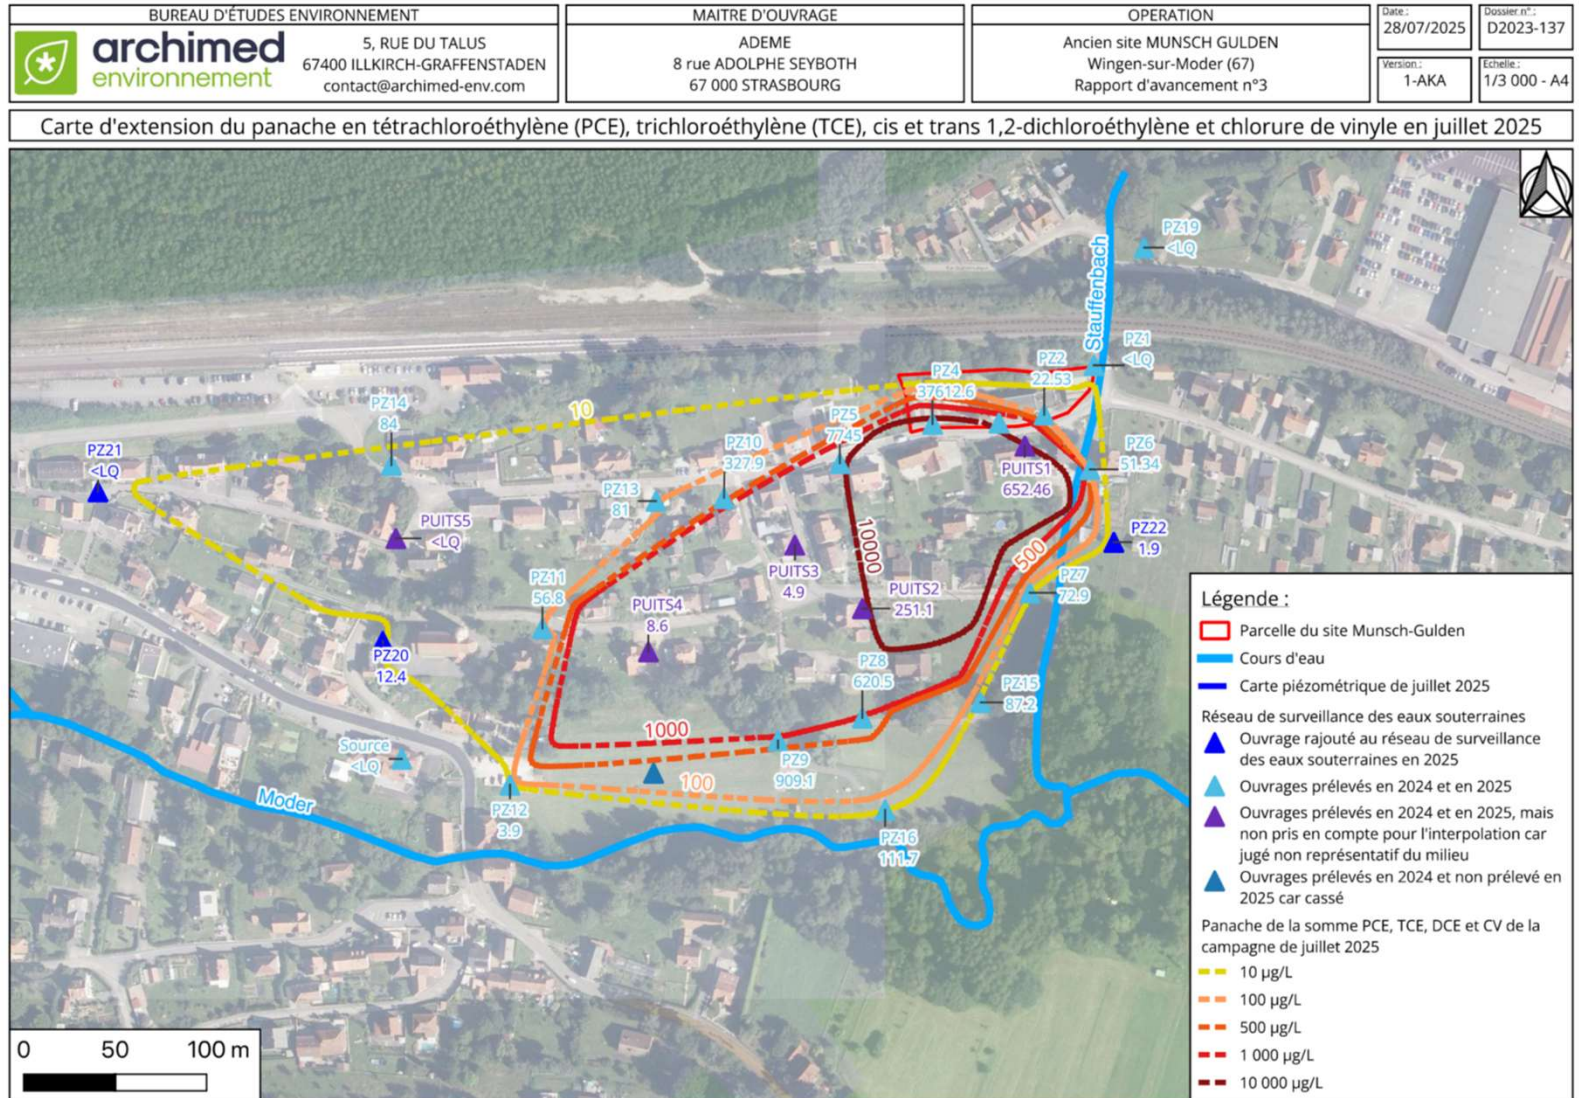 BUREAU D'ÉTUDES ENVIRONNEMENT
archimed
environnement
5, RUE DU TALUS
67400 ILLKIRCH-GRAFFENSTADEN
contact@archimed-env.com
MAITRE D'OUVRAGE
ADEME
8 rue ADOLPHE SEYBOTH
67 000 STRASBOURG
OPERATION
Ancien site MUNSCH GULDEN
Wingen-sur-Moder (67)
Rapport d'avancement n°3
Date :
28/07/2025
Dossier n° :
D2023-137
Version :
1-AKA
Echelle :
1/3 000 - A4
Carte d'extension du panache en tétrachloroéthylène (PCE), trichloroéthylène (TCE), cis et trans 1,2-dichloroéthylène et chlorure de vinyle en juillet 2025
PZ19
<LQ
Stauffenbach
PZ1
<LQ
PZ2
22.53
PZ4
37612.6
10
PZ14
84
PZ5
7745
PZ10
327.9
PZ6
51.34
PZ21
<LQ
PUITS1
652.46
PZ13
81
PUITS5
<LQ
10000
500
PZ22
1.9
PUITS3
4.9
PZ7
72.9
PZ11
56.8
PUITS2
251.1
PUITS4
8.6
PZ20
12.4
PZ8
620.5
PZ15
87.2
1000
Source
<LQ
PZ9
909.1
100
Moder
PZ12
3.9
PZ16
111.7
0 50 100 m
Légende :
Parcelle du site Munsch-Gulden
Cours d'eau
Carte piézométrique de juillet 2025
Réseau de surveillance des eaux souterraines
Ouvrage rajouté au réseau de surveillance
des eaux souterraines en 2025
Ouvrages prélevés en 2024 et en 2025
Ouvrages prélevés en 2024 et en 2025, mais
non pris en compte pour l'interpolation car
jugé non représentatif du milieu
Ouvrages prélevés en 2024 et non prélevé en
2025 car cassé
Panache de la somme PCE, TCE, DCE et CV de la
campagne de juillet 2025
10 µg/L
100 µg/L
500 µg/L
1 000 µg/L
10 000 µg/L